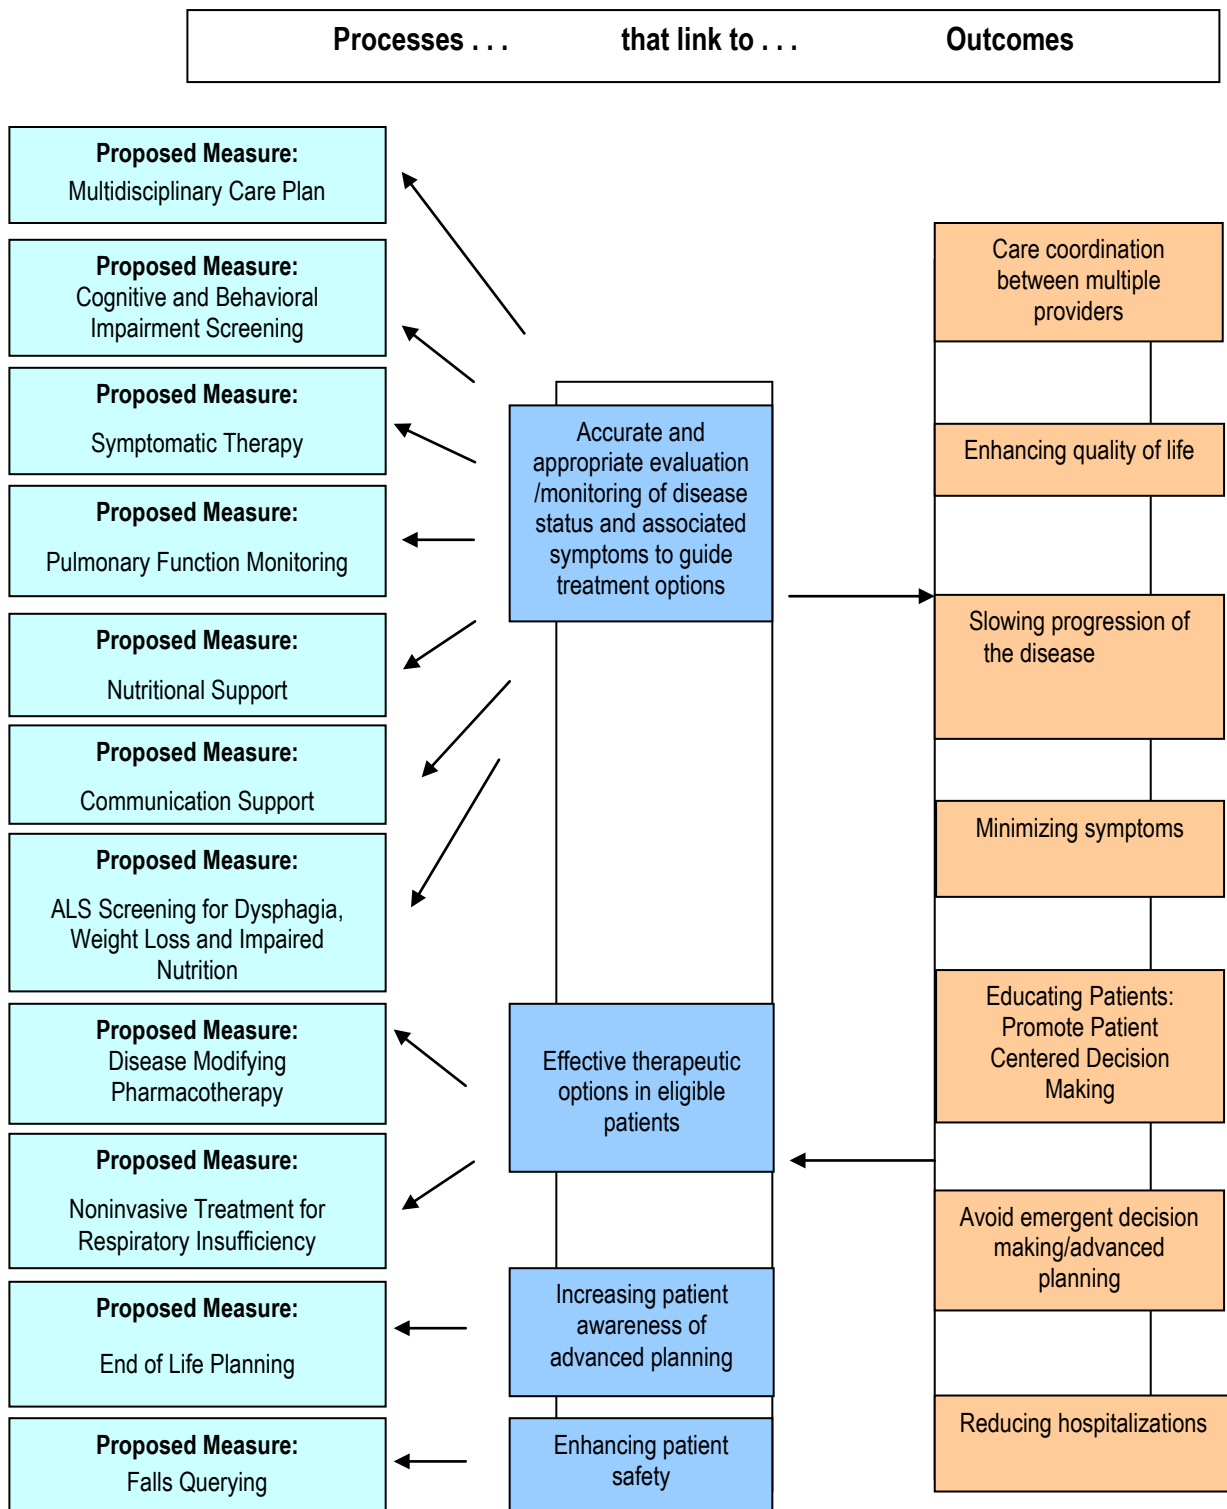 Processes . . . that link to . . . Outcomes
Proposed Measure:
Multidisciplinary Care Plan
Proposed Measure:
Cognitive and Behavioral
Impairment Screening
Proposed Measure:
Symptomatic Therapy
Proposed Measure:
Pulmonary Function Monitoring
Proposed Measure:
Nutritional Support
Proposed Measure:
Communication Support
Proposed Measure:
ALS Screening for Dysphagia,
Weight Loss and Impaired
Nutrition
Proposed Measure:
Disease Modifying
Pharmacotherapy
Proposed Measure:
Noninvasive Treatment for
Respiratory Insufficiency
Proposed Measure:
End of Life Planning
Proposed Measure:
Falls Querying
Accurate and
appropriate evaluation
/monitoring of disease
status and associated
symptoms to guide
treatment options
Effective therapeutic
options in eligible
patients
Increasing patient
awareness of
advanced planning
Enhancing patient
safety
Care coordination
between multiple
providers
Enhancing quality of life
Slowing progression of
the disease
Minimizing symptoms
Educating Patients:
Promote Patient
Centered Decision
Making
Avoid emergent decision
making/advanced
planning
Reducing hospitalizations